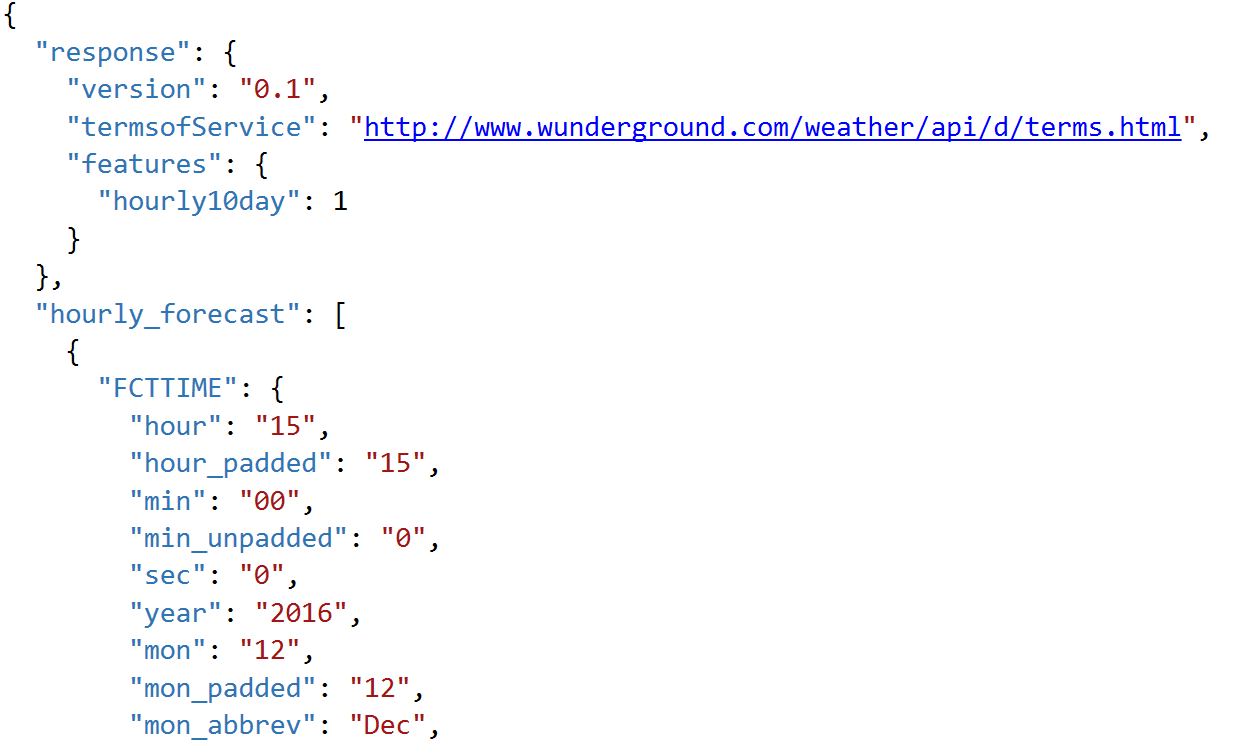 {
  "response": {
    "version": "0.1",
    "termsofService": "http://www.wunderground.com/weather/api/d/terms.html",
    "features": {
      "hourly10day": 1
    }
  },
  "hourly_forecast": [
    {
      "FCTTIME": {
        "hour": "15",
        "hour_padded": "15",
        "min": "00",
        "min_unpadded": "0",
        "sec": "0",
        "year": "2016",
        "mon": "12",
        "mon_padded": "12",
        "mon_abbrev": "Dec",